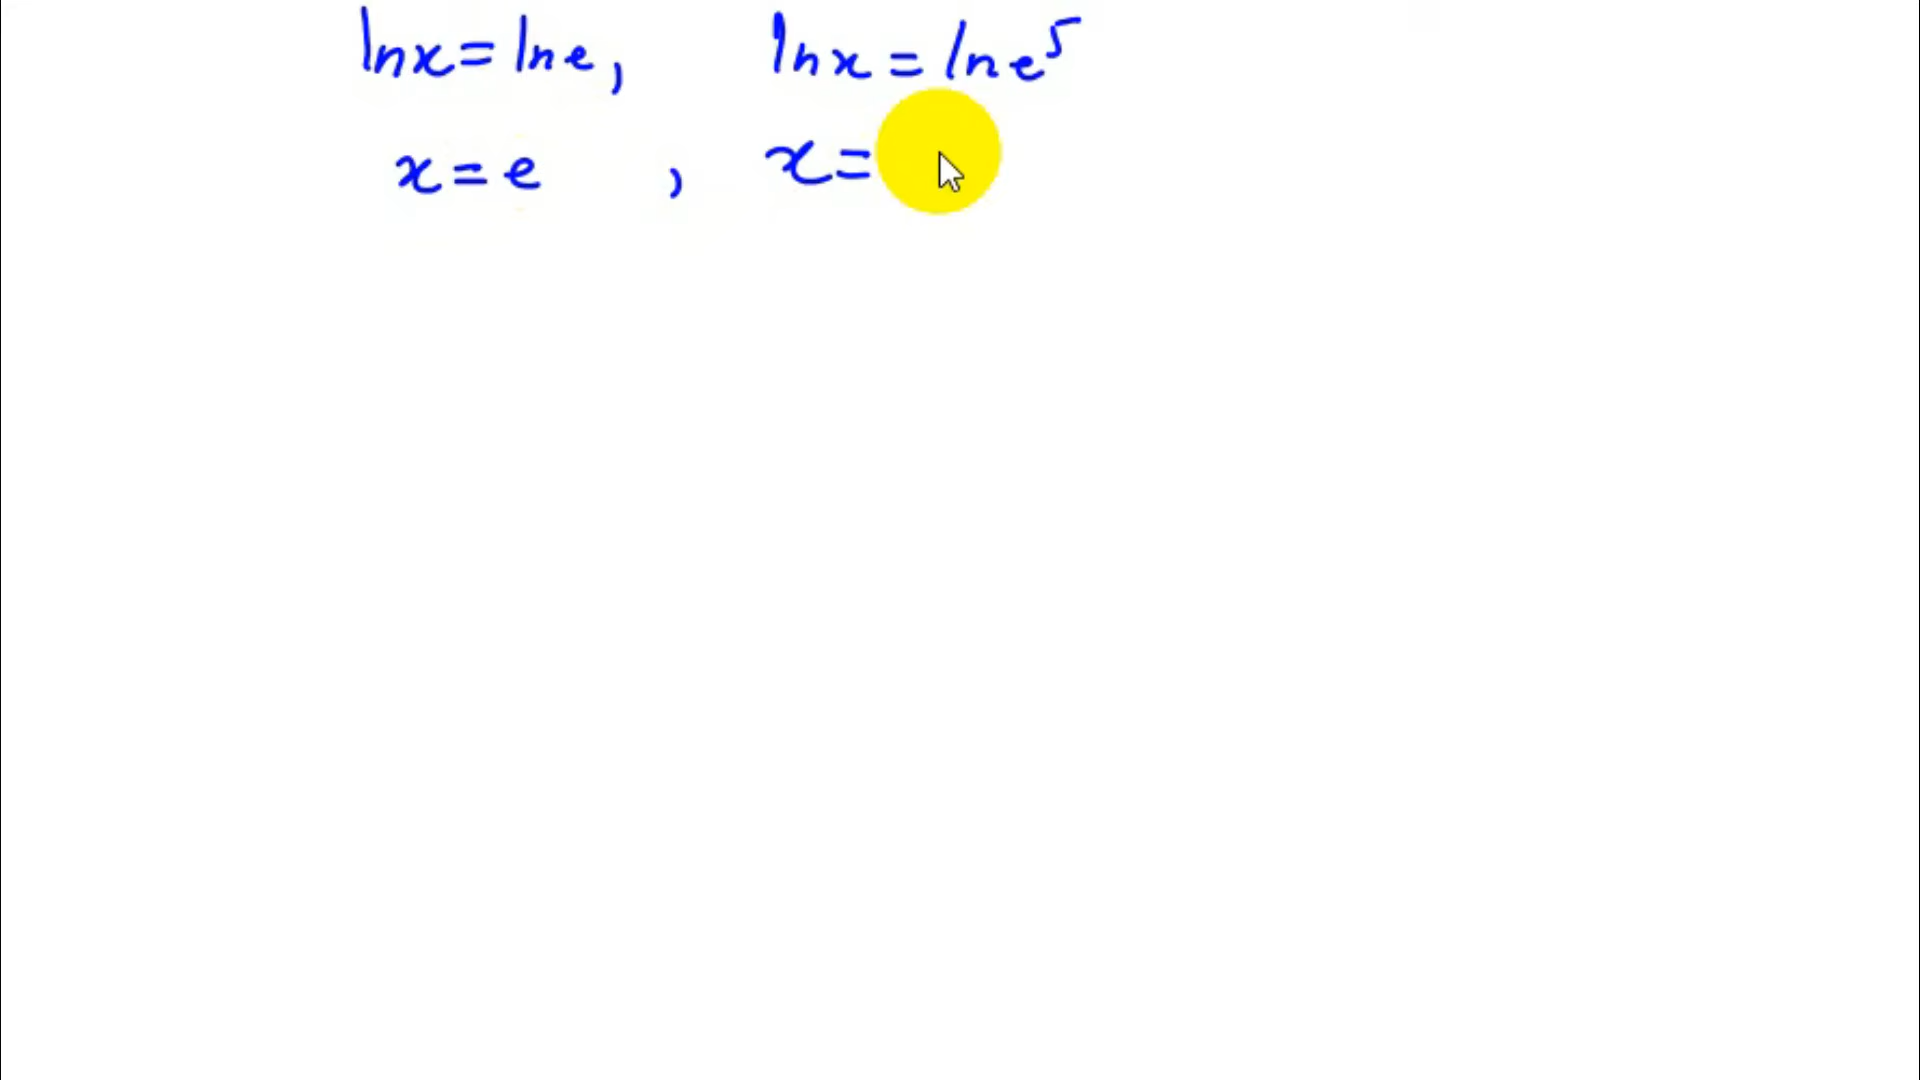 lnx = lne, lnx = lne⁵
x = e , x =